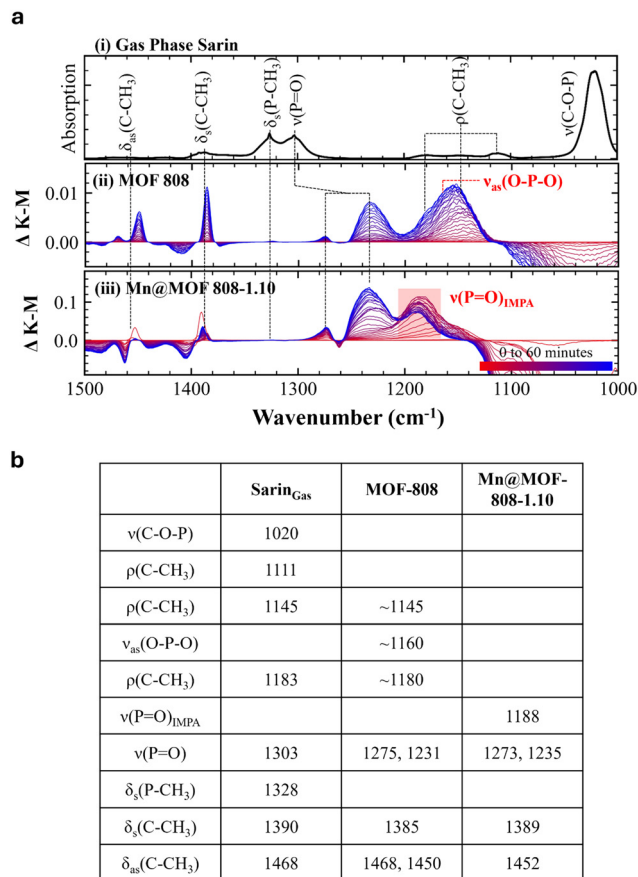 a
(i) Gas Phase Sarin
Absorption
δas(C-CH3)
δs(C-CH3)
δs(P-CH3)
ν(P=O)
ρ(C-CH3)
ν(C-O-P)
(ii) MOF 808
νas(O-P-O)
Δ K-M
0.01
0.00
(iii) Mn@MOF 808-1.10
ν(P=O)IMPA
Δ K-M
0.1
0.0
0 to 60 minutes
1500 1400 1300 1200 1100 1000
Wavenumber (cm-1)
b
SarinGas MOF-808 Mn@MOF-
808-1.10
ν(C-O-P) 1020
ρ(C-CH3) 1111
ρ(C-CH3) 1145 ~1145
νas(O-P-O) ~1160
ρ(C-CH3) 1183 ~1180
ν(P=O)IMPA 1188
ν(P=O) 1303 1275, 1231 1273, 1235
δs(P-CH3) 1328
δs(C-CH3) 1390 1385 1389
δas(C-CH3) 1468 1468, 1450 1452